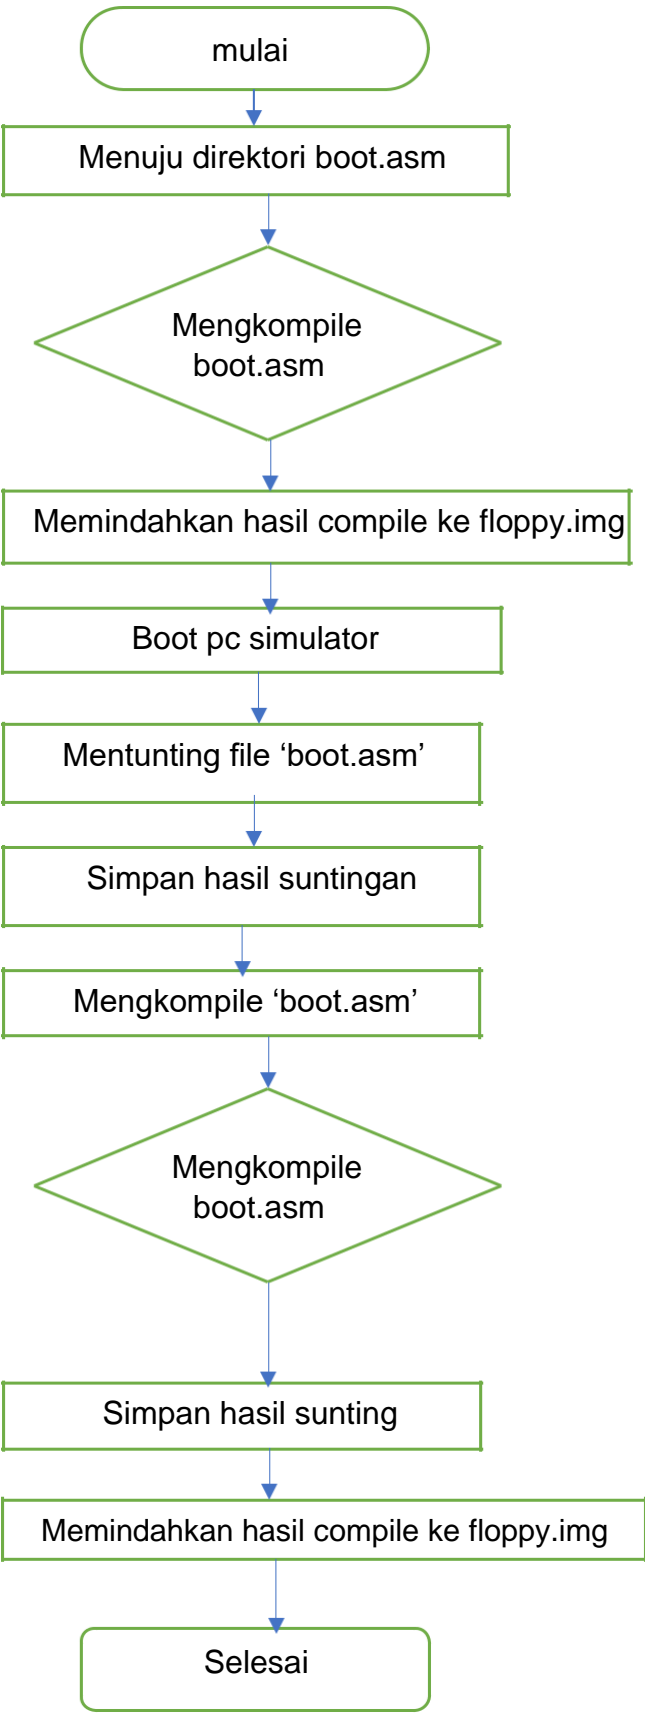 mulai
Menuju direktori boot.asm
Mengkompile
boot.asm
Memindahkan hasil compile ke floppy.img
Boot pc simulator
Mentunting file ‘boot.asm’
Simpan hasil suntingan
Mengkompile ‘boot.asm’
Mengkompile
boot.asm
Simpan hasil sunting
Memindahkan hasil compile ke floppy.img
Selesai